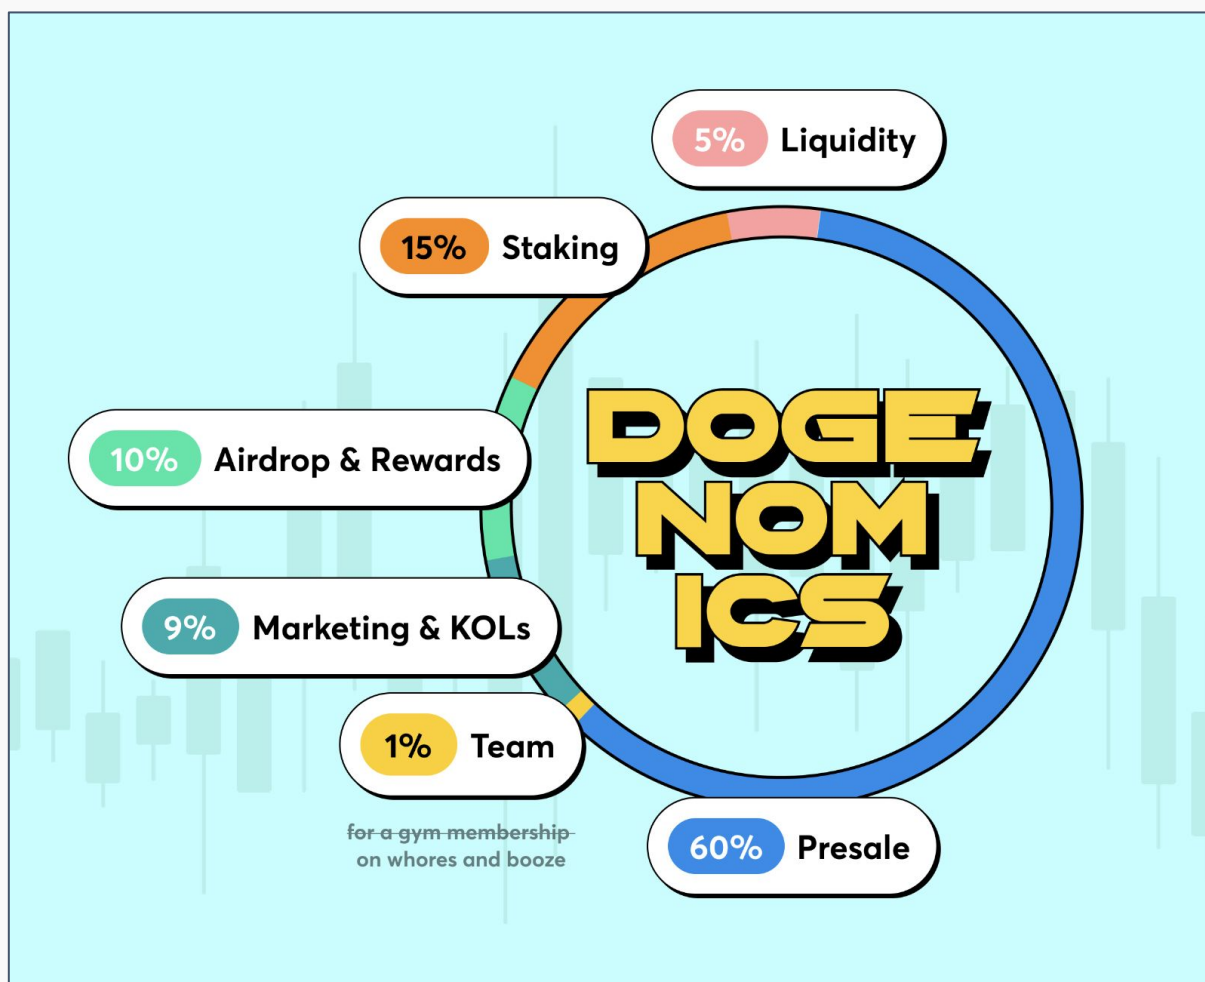 5% Liquidity
15% Staking
10% Airdrop & Rewards
DOGE
NOM
ICS
9% Marketing & KOLs
1% Team
for a gym membership
on whores and booze
60% Presale